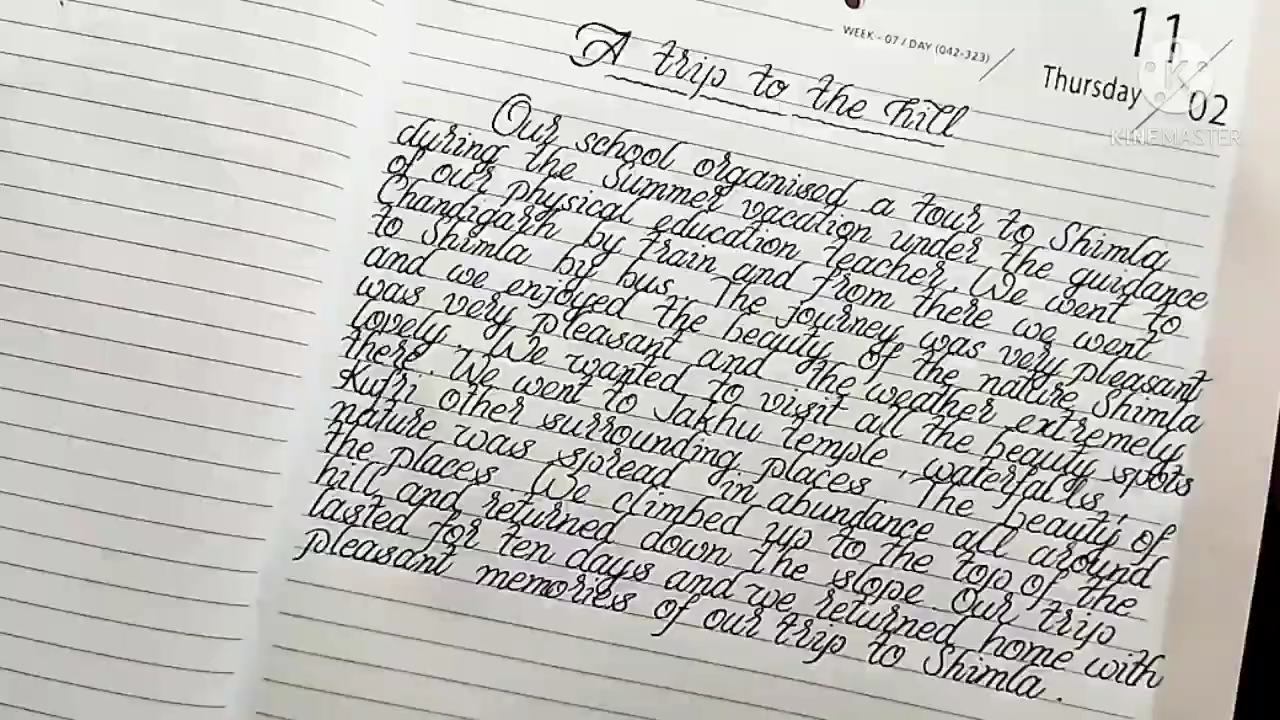 WEEK - 07 / DAY (042-323)
11
Thursday
02
KINEMASTER
A trip to the hill
Our school organised a tour to Shimla
during the Summer vacation under the guidance
of our physical education teacher. We went to
Chandigarh by train and from there we went
to Shimla by bus. The journey was very pleasant
and we enjoyed the beauty of the nature Shimla
was very pleasant and the weather extremely
lovely. We wanted to visit all the beauty spots
there. We went to Jakhu temple, waterfalls,
Kufri other surrounding places. The beauty of
nature was spread in abundance all around
the places. We climbed up to the top of the
hill and returned down the slope. Our trip
lasted for ten days and we returned home with
pleasant memories of our trip to Shimla.